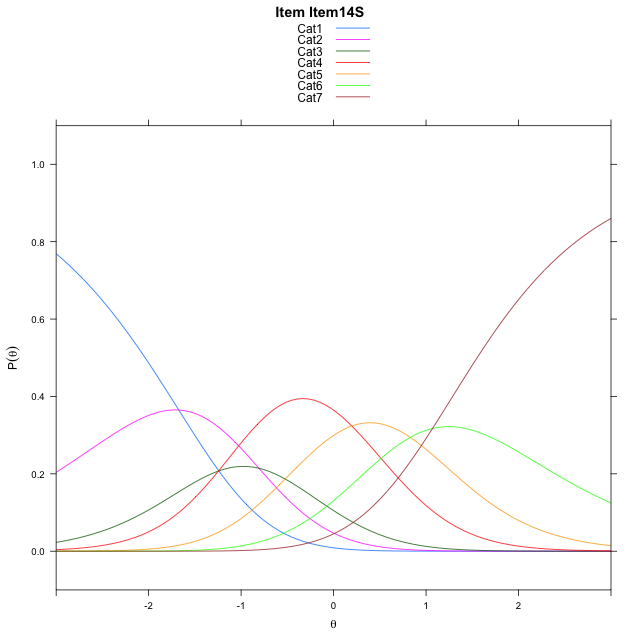 Item Item14S
Cat1
Cat2
Cat3
Cat4
Cat5
Cat6
Cat7
1.0
0.8
0.6
0.4
0.2
0.0
P(θ)
-2 -1 0 1 2
θ